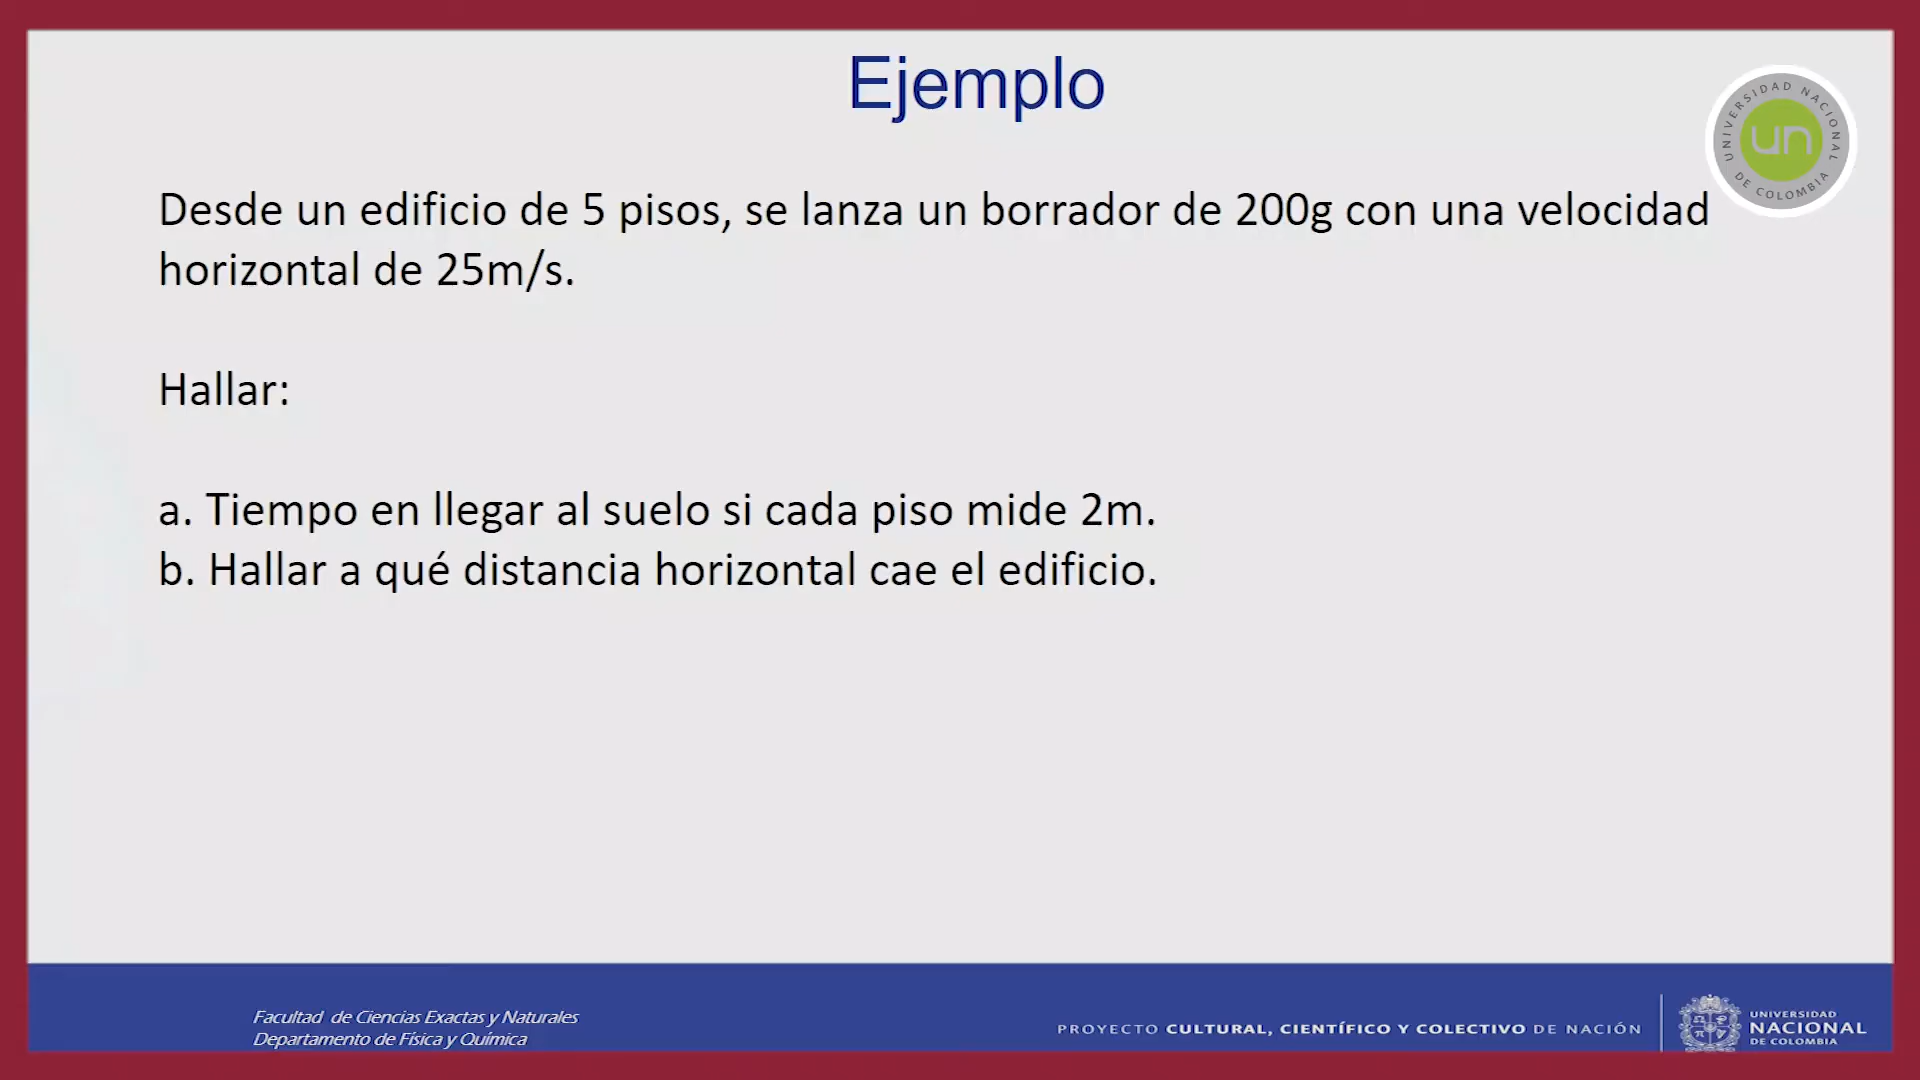 Ejemplo
UNIVERSIDAD NACIONAL
un
DE COLOMBIA
Desde un edificio de 5 pisos, se lanza un borrador de 200g con una velocidad
horizontal de 25m/s.
Hallar:
a. Tiempo en llegar al suelo si cada piso mide 2m.
b. Hallar a qué distancia horizontal cae el edificio.
Facultad de Ciencias Exactas y Naturales
Departamento de Física y Química
PROYECTO CULTURAL, CIENTÍFICO Y COLECTIVO DE NACIÓN
UNIVERSIDAD
NACIONAL
DE COLOMBIA